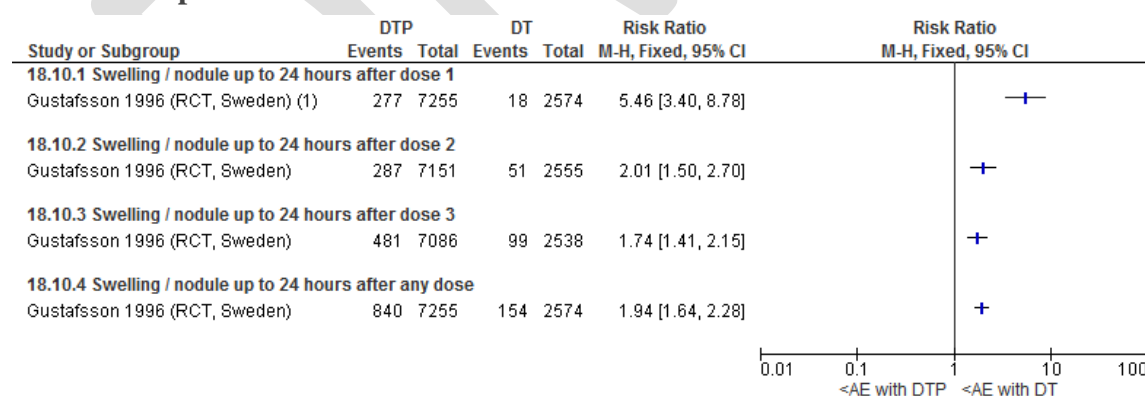 DTP DT Risk Ratio Risk Ratio
Study or Subgroup Events Total Events Total M-H, Fixed, 95% CI M-H, Fixed, 95% CI
18.10.1 Swelling / nodule up to 24 hours after dose 1
Gustafsson 1996 (RCT, Sweden) (1) 277 7255 18 2574 5.46 [3.40, 8.78]
18.10.2 Swelling / nodule up to 24 hours after dose 2
Gustafsson 1996 (RCT, Sweden) 287 7151 51 2555 2.01 [1.50, 2.70]
18.10.3 Swelling / nodule up to 24 hours after dose 3
Gustafsson 1996 (RCT, Sweden) 481 7086 99 2538 1.74 [1.41, 2.15]
18.10.4 Swelling / nodule up to 24 hours after any dose
Gustafsson 1996 (RCT, Sweden) 840 7255 154 2574 1.94 [1.64, 2.28]
0.01 0.1 1 10 100
<AE with DTP <AE with DT